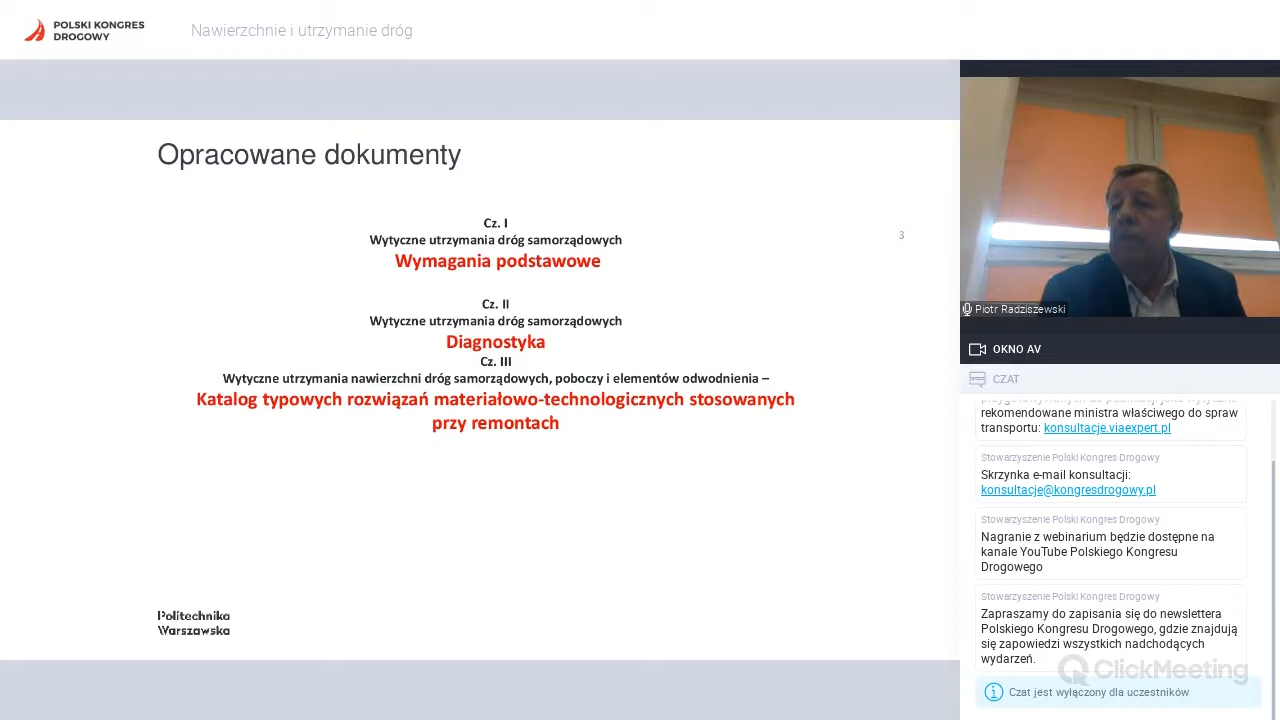 POLSKI KONGRES
DROGOWY
Nawierzchnie i utrzymanie dróg
Opracowane dokumenty
3
Cz. I
Wytyczne utrzymania dróg samorządowych
Wymagania podstawowe
Cz. II
Wytyczne utrzymania dróg samorządowych
Diagnostyka
Cz. III
Wytyczne utrzymania nawierzchni dróg samorządowych, poboczy i elementów odwodnienia –
Katalog typowych rozwiązań materiałowo-technologicznych stosowanych
przy remontach
Politechnika
Warszawska
Piotr Radziszewski
OKNO AV
CZAT
rekomendowane ministra właściwego do spraw
transportu: konsultacje.viaexpert.pl
Stowarzyszenie Polski Kongres Drogowy
Skrzynka e-mail konsultacji:
konsultacje@kongresdrogowy.pl
Stowarzyszenie Polski Kongres Drogowy
Nagranie z webinarium będzie dostępne na
kanale YouTube Polskiego Kongresu
Drogowego
Stowarzyszenie Polski Kongres Drogowy
Zapraszamy do zapisania się do newslettera
Polskiego Kongresu Drogowego, gdzie znajdują
się zapowiedzi wszystkich nadchodzących
wydarzeń.
ClickMeeting
Czat jest wyłączony dla uczestników